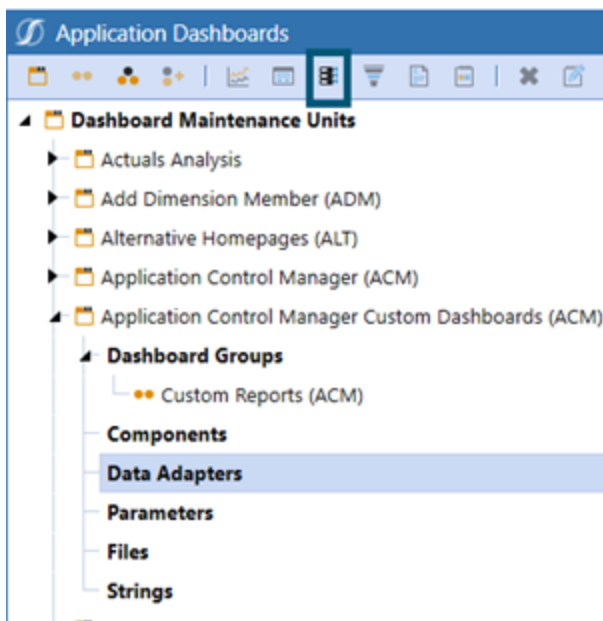 Application Dashboards
Dashboard Maintenance Units
Actuals Analysis
Add Dimension Member (ADM)
Alternative Homepages (ALT)
Application Control Manager (ACM)
Application Control Manager Custom Dashboards (ACM)
Dashboard Groups
Custom Reports (ACM)
Components
Data Adapters
Parameters
Files
Strings